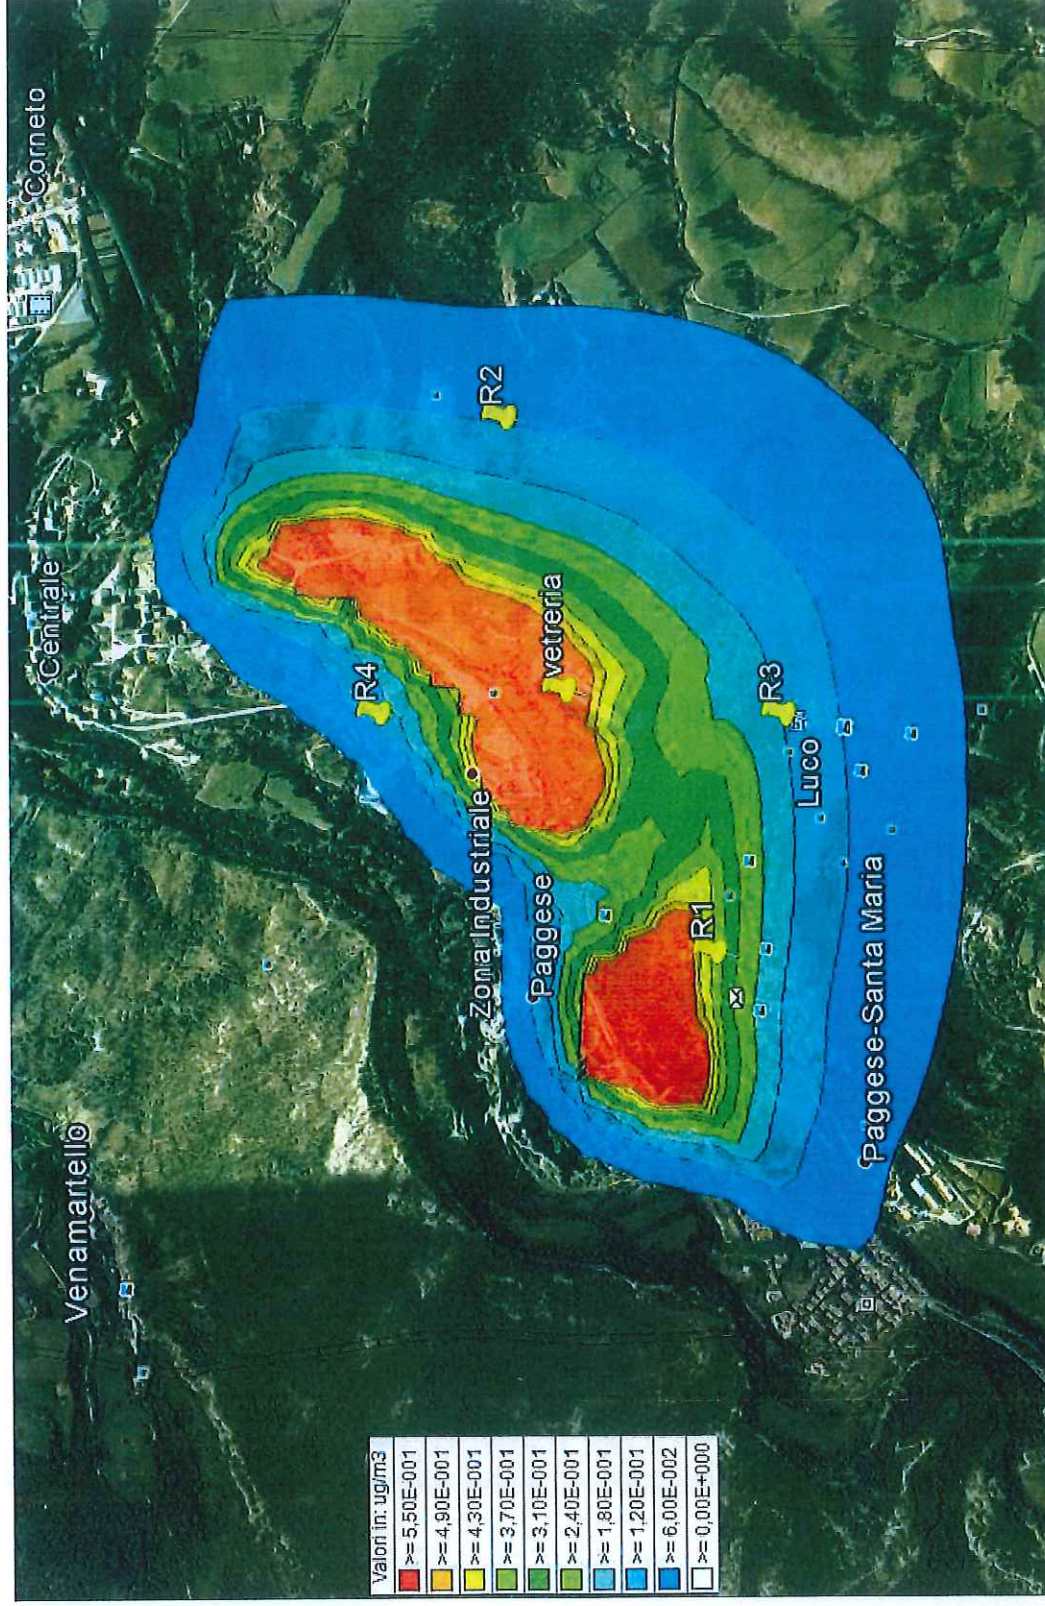 Valori in: ug/m3
>= 5,50E-001
>= 4,90E-001
>= 4,30E-001
>= 3,70E-001
>= 3,10E-001
>= 2,40E-001
>= 1,80E-001
>= 1,20E-001
>= 6,00E-002
>= 0,00E+000
Venamartello
Centrale
Corneto
R4
R2
Zona Industriale
vetreria
Paggese
R1
R3
Luco
Paggese-Santa Maria